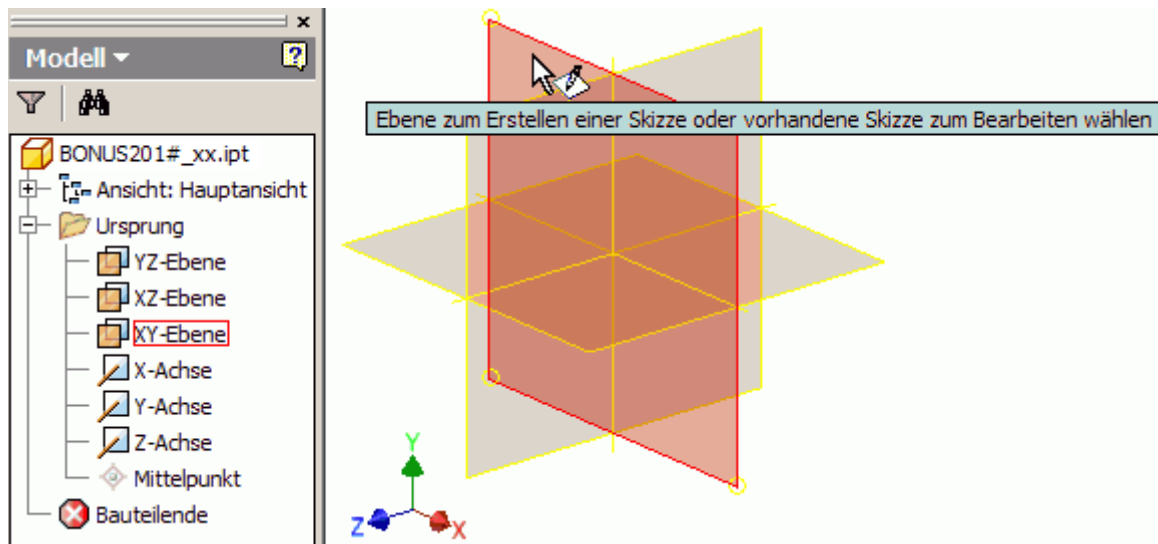 Modell
Ebene zum Erstellen einer Skizze oder vorhandene Skizze zum Bearbeiten wählen
BONUS201#_xx.ipt
Ansicht: Hauptansicht
Ursprung
YZ-Ebene
XZ-Ebene
XY-Ebene
X-Achse
Y-Achse
Z-Achse
Mittelpunkt
Bauteilende
Y
Z
X